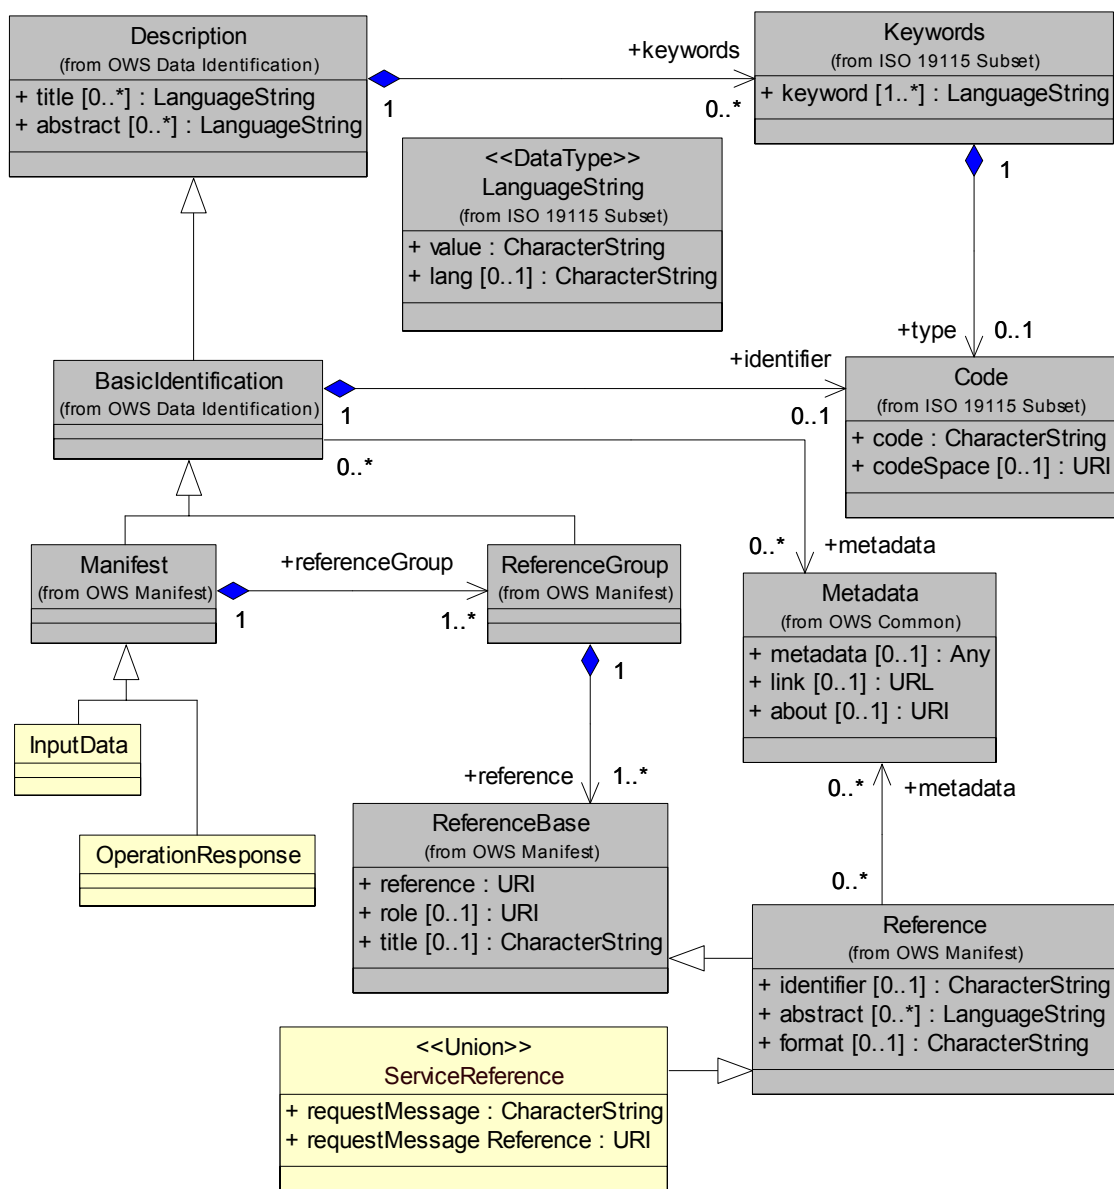 Description
(from OWS Data Identification)
+ title [0..*] : LanguageString
+ abstract [0..*] : LanguageString
1
+keywords
0..*
Keywords
(from ISO 19115 Subset)
+ keyword [1..*] : LanguageString
1
<<DataType>>
LanguageString
(from ISO 19115 Subset)
+ value : CharacterString
+ lang [0..1] : CharacterString
+type
0..1
BasicIdentification
(from OWS Data Identification)
1
+identifier
0..1
Code
(from ISO 19115 Subset)
+ code : CharacterString
+ codeSpace [0..1] : URI
0..*
0..*
+metadata
Manifest
(from OWS Manifest)
1
+referenceGroup
1..*
ReferenceGroup
(from OWS Manifest)
1
Metadata
(from OWS Common)
+ metadata [0..1] : Any
+ link [0..1] : URL
+ about [0..1] : URI
InputData
OperationResponse
+reference
1..*
0..*
+metadata
ReferenceBase
(from OWS Manifest)
+ reference : URI
+ role [0..1] : URI
+ title [0..1] : CharacterString
0..*
Reference
(from OWS Manifest)
+ identifier [0..1] : CharacterString
+ abstract [0..*] : LanguageString
+ format [0..1] : CharacterString
<<Union>>
ServiceReference
+ requestMessage : CharacterString
+ requestMessage Reference : URI